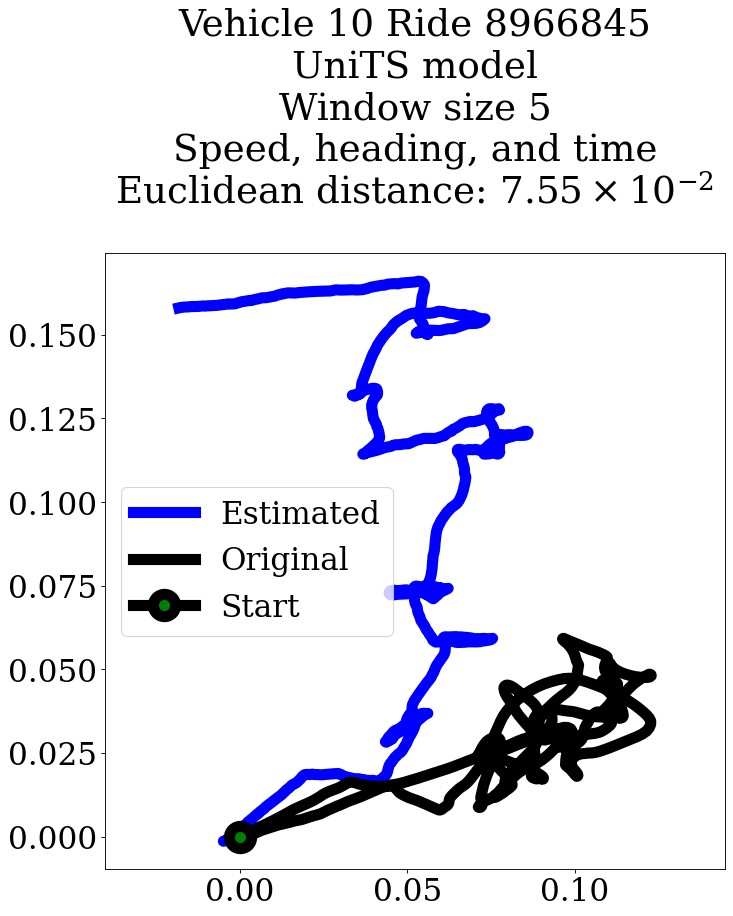 Vehicle 10 Ride 8966845
UniTS model
Window size 5
Speed, heading, and time
Euclidean distance: 7.55 × 10⁻²
0.150
0.125
0.100
0.075
0.050
0.025
0.000
Estimated
Original
Start
0.00 0.05 0.10